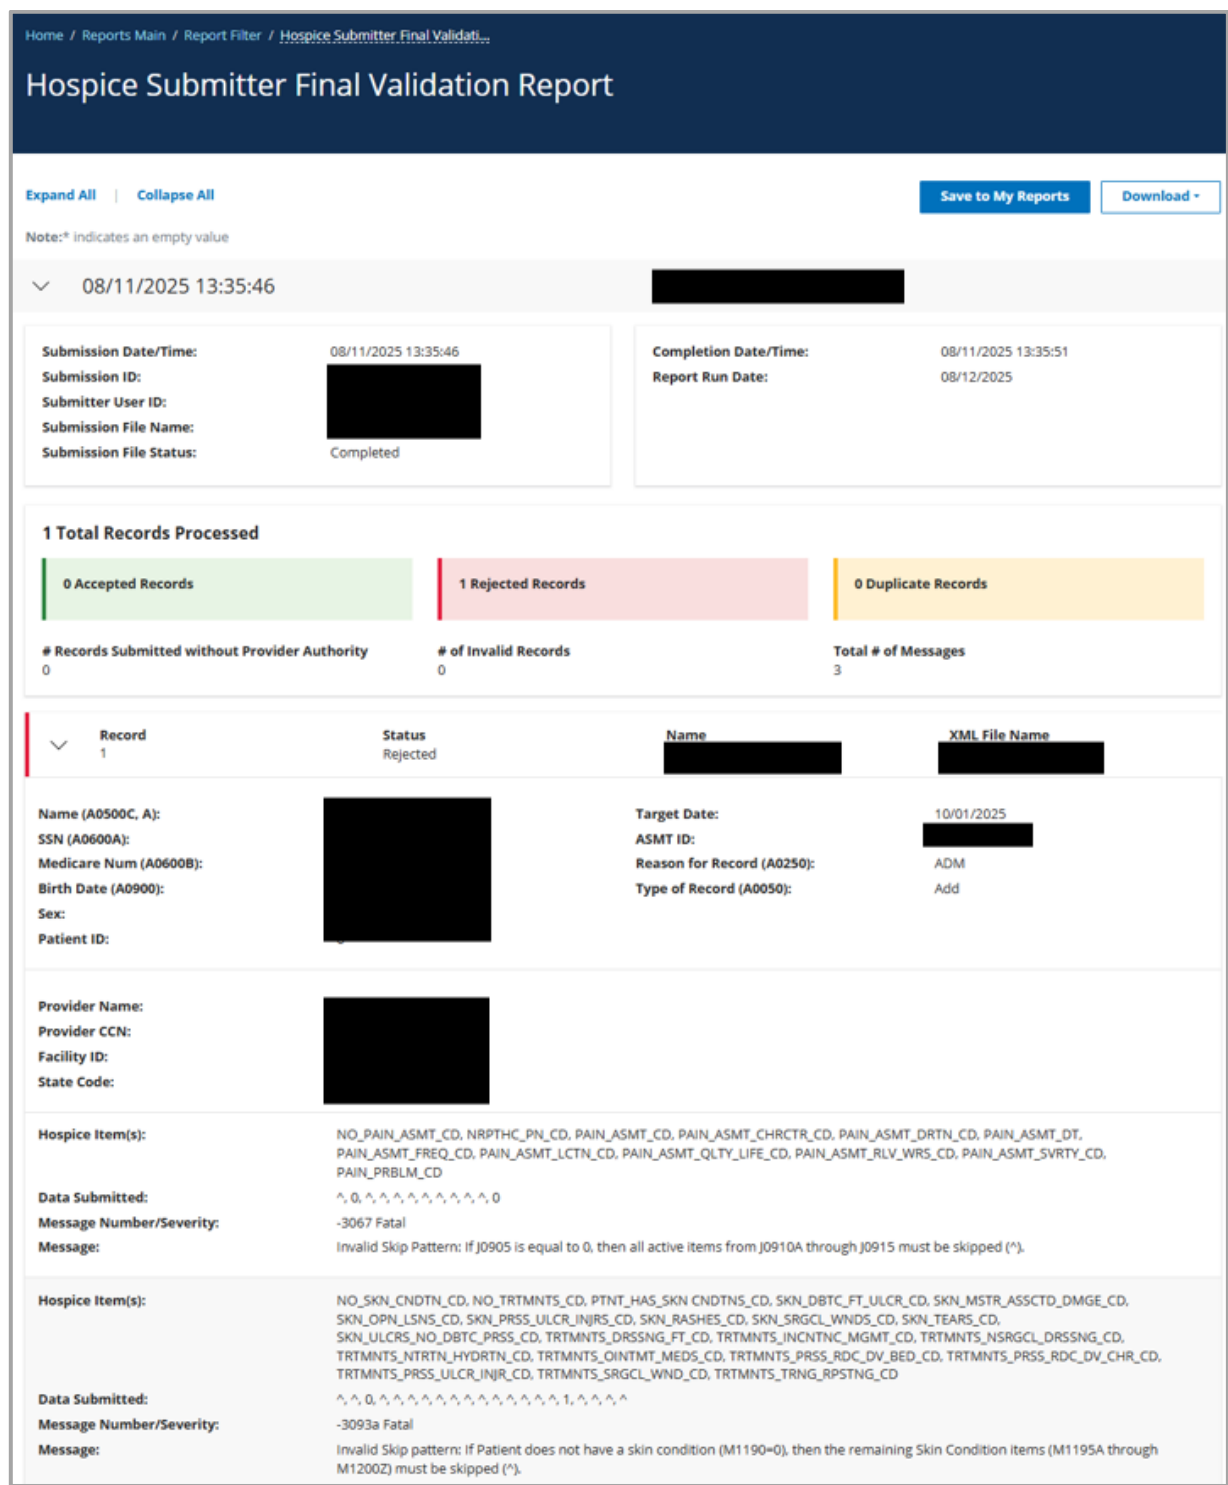 Home / Reports Main / Report Filter / Hospice Submitter Final Validati...
Hospice Submitter Final Validation Report
Expand All | Collapse All
Save to My Reports
Download
Note:* indicates an empty value
08/11/2025 13:35:46
Submission Date/Time: 08/11/2025 13:35:46
Submission ID:
Submitter User ID:
Submission File Name:
Submission File Status: Completed
Completion Date/Time: 08/11/2025 13:35:51
Report Run Date: 08/12/2025
1 Total Records Processed
0 Accepted Records
1 Rejected Records
0 Duplicate Records
# Records Submitted without Provider Authority
0
# of Invalid Records
0
Total # of Messages
3
Record
1
Status
Rejected
Name
XML File Name
Name (A0500C, A):
SSN (A0600A):
Medicare Num (A0600B):
Birth Date (A0900):
Sex:
Patient ID:
Target Date: 10/01/2025
ASMT ID:
Reason for Record (A0250): ADM
Type of Record (A0050): Add
Provider Name:
Provider CCN:
Facility ID:
State Code:
Hospice Item(s): NO_PAIN_ASMT_CD, NRPTHC_PN_CD, PAIN_ASMT_CD, PAIN_ASMT_CHRCTR_CD, PAIN_ASMT_DRTN_CD, PAIN_ASMT_DT,
PAIN_ASMT_FREQ_CD, PAIN_ASMT_LCTN_CD, PAIN_ASMT_QLTY_LIFE_CD, PAIN_ASMT_RLV_WRS_CD, PAIN_ASMT_SVRTY_CD,
PAIN_PRBLM_CD
Data Submitted: ^, 0, ^, ^, ^, ^, ^, ^, ^, ^, ^, 0
Message Number/Severity: -3067 Fatal
Message: Invalid Skip Pattern: If J0905 is equal to 0, then all active items from J0910A through J0915 must be skipped (^).
Hospice Item(s): NO_SKN_CNDTN_CD, NO_TRTMNTS_CD, PTNT_HAS_SKN CNDTNS_CD, SKN_DBTC_FT_ULCR_CD, SKN_MSTR_ASSCTD_DMGE_CD,
SKN_OPN_LSNS_CD, SKN_PRSS_ULCR_INJRS_CD, SKN_RASHES_CD, SKN_SRGCL_WNDS_CD, SKN_TEARS_CD,
SKN_ULCRS_NO_DBTC_PRSS_CD, TRTMNTS_DRSSNG_FT_CD, TRTMNTS_INCNTNC_MGMT_CD, TRTMNTS_NSRGCL_DRSSNG_CD,
TRTMNTS_NTRTN_HYDRTN_CD, TRTMNTS_OINTMT_MEDS_CD, TRTMNTS_PRSS_RDC_DV_BED_CD, TRTMNTS_PRSS_RDC_DV_CHR_CD,
TRTMNTS_PRSS_ULCR_INJR_CD, TRTMNTS_SRGCL_WND_CD, TRTMNTS_TRNG_RPSTNG_CD
Data Submitted: ^, ^, 0, ^, ^, ^, ^, ^, ^, ^, ^, ^, ^, ^, ^, ^, 1, ^, ^, ^, ^
Message Number/Severity: -3093a Fatal
Message: Invalid Skip pattern: If Patient does not have a skin condition (M1190=0), then the remaining Skin Condition items (M1195A through
M1200Z) must be skipped (^).